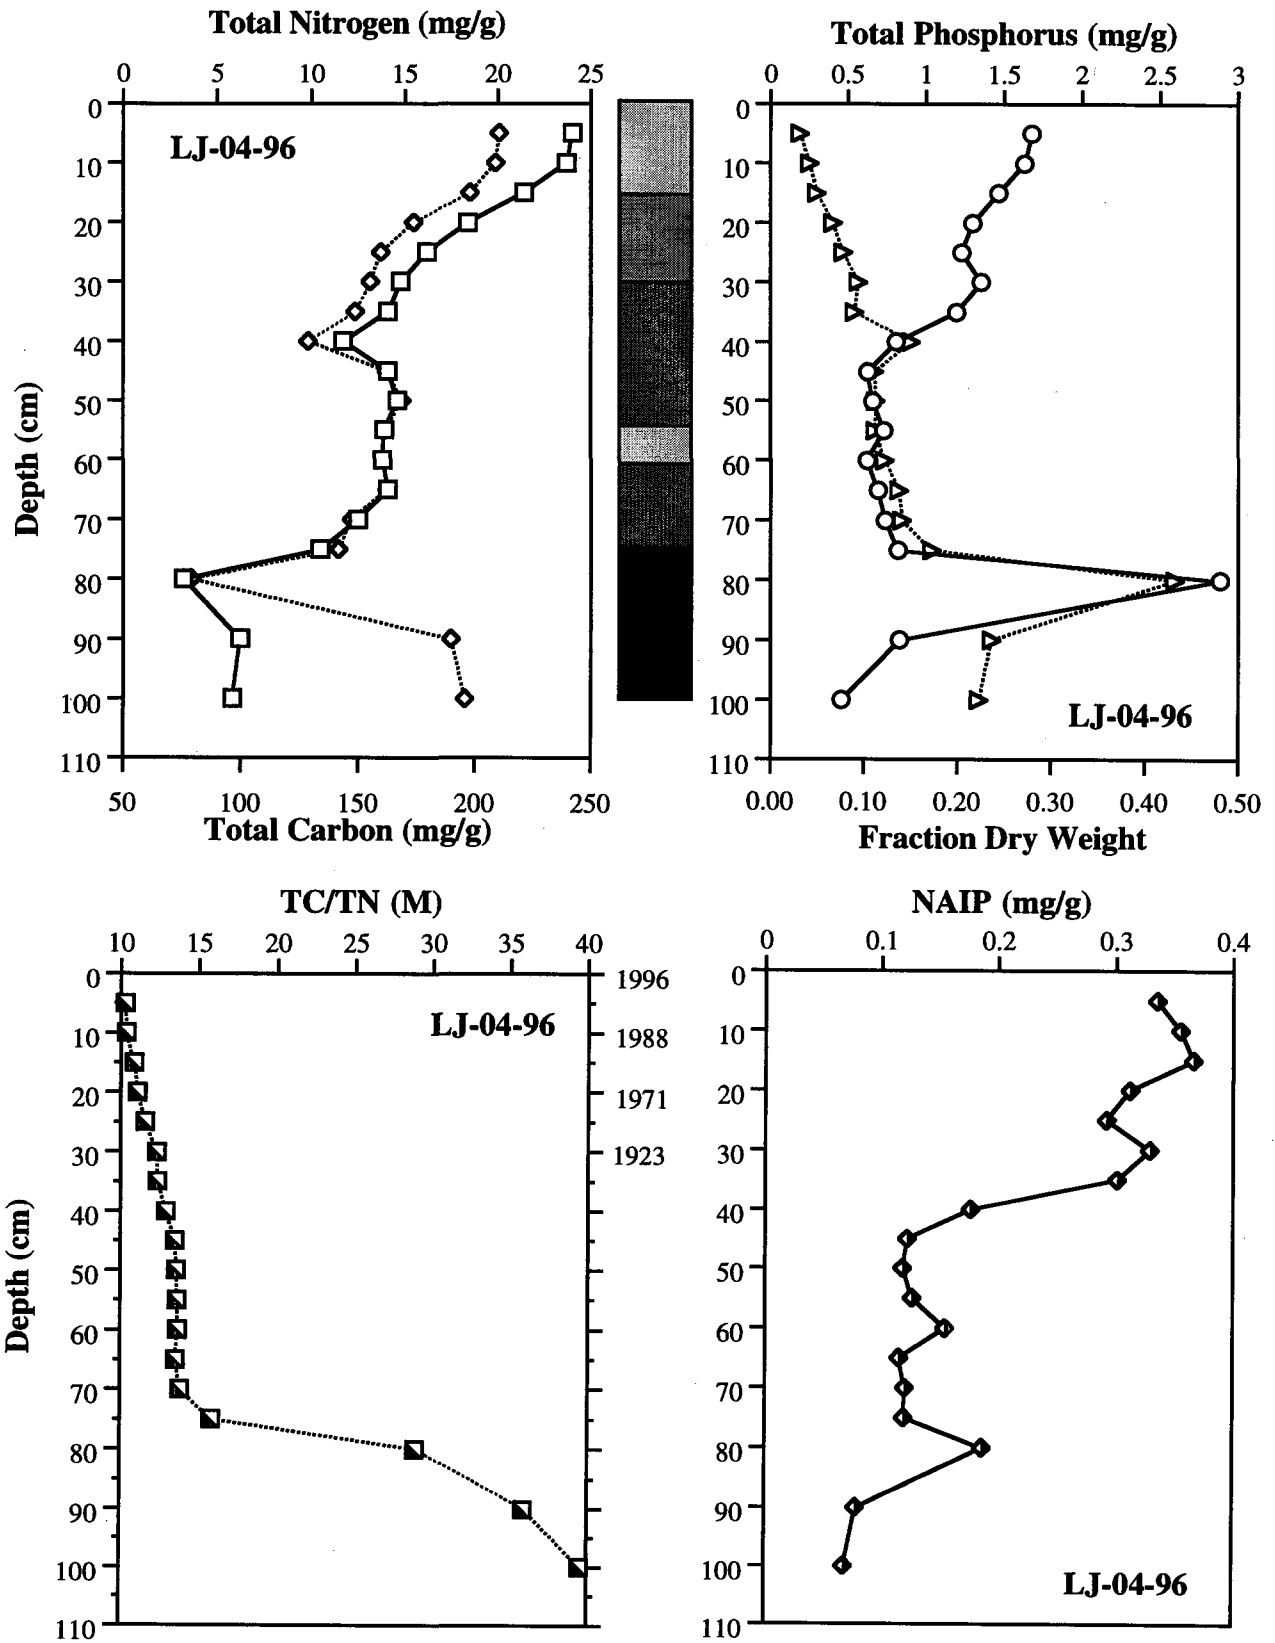 Total Nitrogen (mg/g)
0 5 10 15 20 25
0
10
20
30
40
50
60
70
80
90
100
110
Depth (cm)
LJ-04-96
50 100 150 200 250
Total Carbon (mg/g)
Total Phosphorus (mg/g)
0 0.5 1 1.5 2 2.5 3
0
10
20
30
40
50
60
70
80
90
100
110
LJ-04-96
0.00 0.10 0.20 0.30 0.40 0.50
Fraction Dry Weight
TC/TN (M)
10 15 20 25 30 35 40
0
10
20
30
40
50
60
70
80
90
100
110
Depth (cm)
LJ-04-96
1996
1988
1971
1923
NAIP (mg/g)
0 0.1 0.2 0.3 0.4
0
10
20
30
40
50
60
70
80
90
100
110
LJ-04-96